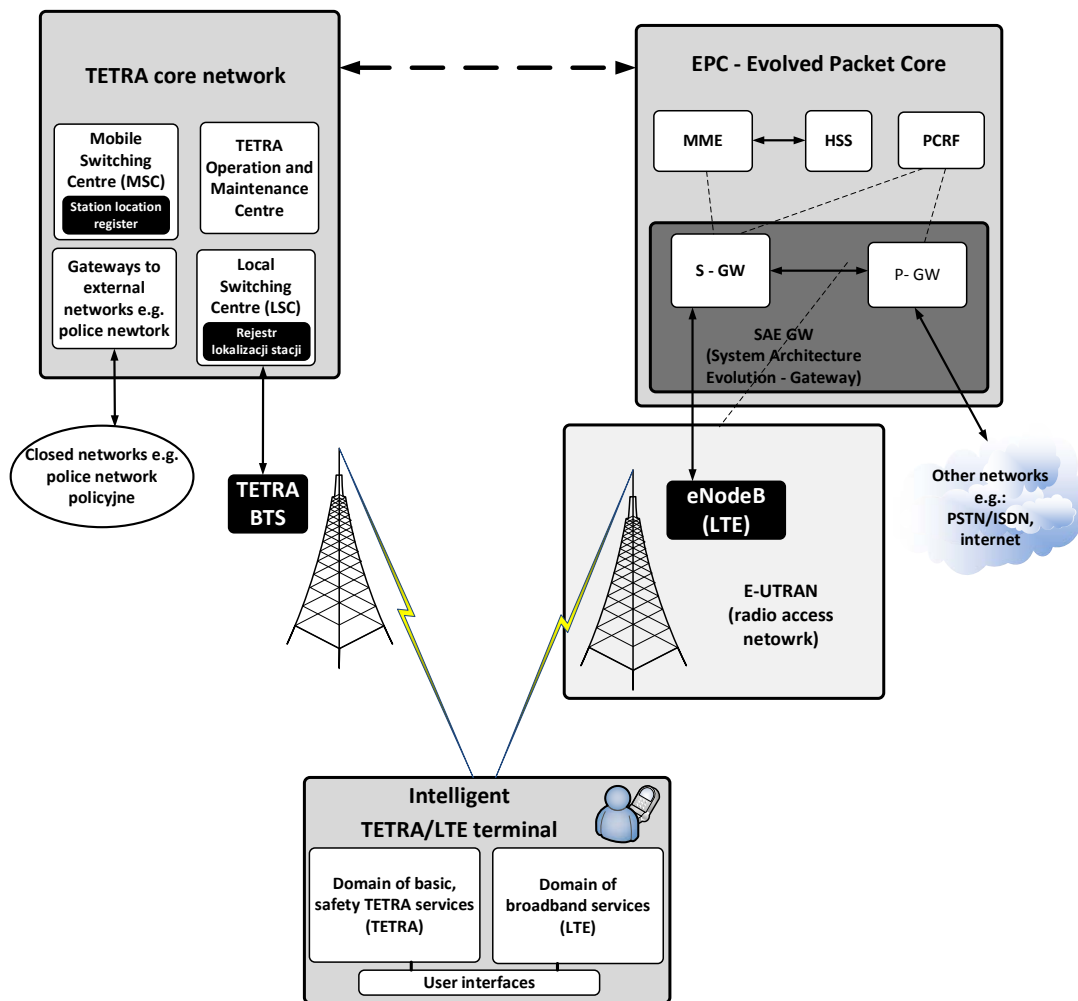 TETRA core network
Mobile
Switching
Centre (MSC)
Station location
register
TETRA
Operation and
Maintenance
Centre
Gateways to
external
networks e.g.
police newtork
Local
Switching
Centre (LSC)
Rejestr
lokalizacji stacji
EPC - Evolved Packet Core
MME
HSS
PCRF
S - GW
P- GW
SAE GW
(System Architecture
Evolution - Gateway)
Closed networks e.g.
police network
policyjne
TETRA
BTS
eNodeB
(LTE)
E-UTRAN
(radio access
netowrk)
Other networks
e.g.:
PSTN/ISDN,
internet
Intelligent
TETRA/LTE terminal
Domain of basic,
safety TETRA services
(TETRA)
Domain of
broadband services
(LTE)
User interfaces